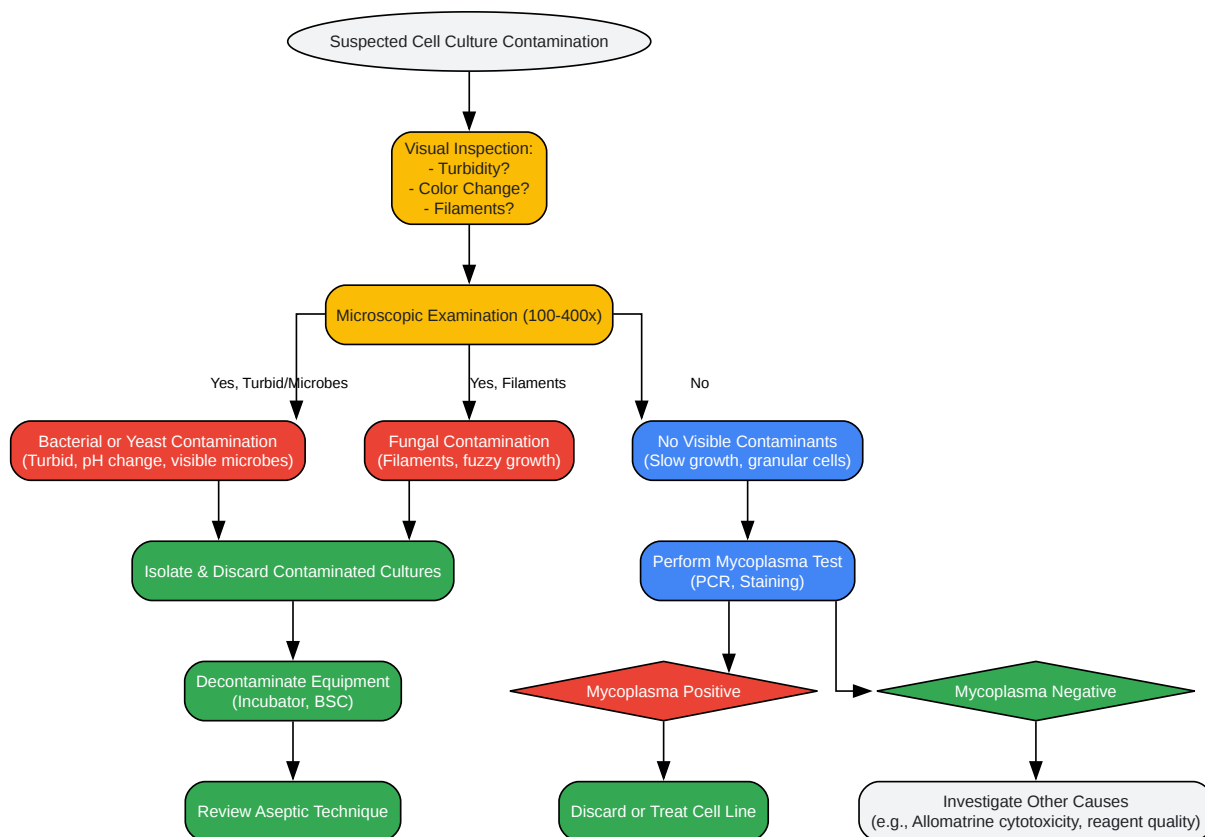 Suspected Cell Culture Contamination
Visual Inspection:
- Turbidity?
- Color Change?
- Filaments?
Microscopic Examination (100-400x)
Yes, Turbid/Microbes
Yes, Filaments
No
Bacterial or Yeast Contamination
(Turbid, pH change, visible microbes)
Fungal Contamination
(Filaments, fuzzy growth)
No Visible Contaminants
(Slow growth, granular cells)
Isolate & Discard Contaminated Cultures
Perform Mycoplasma Test
(PCR, Staining)
Decontaminate Equipment
(Incubator, BSC)
Mycoplasma Positive
Mycoplasma Negative
Review Aseptic Technique
Discard or Treat Cell Line
Investigate Other Causes
(e.g., Allomatrine cytotoxicity, reagent quality)